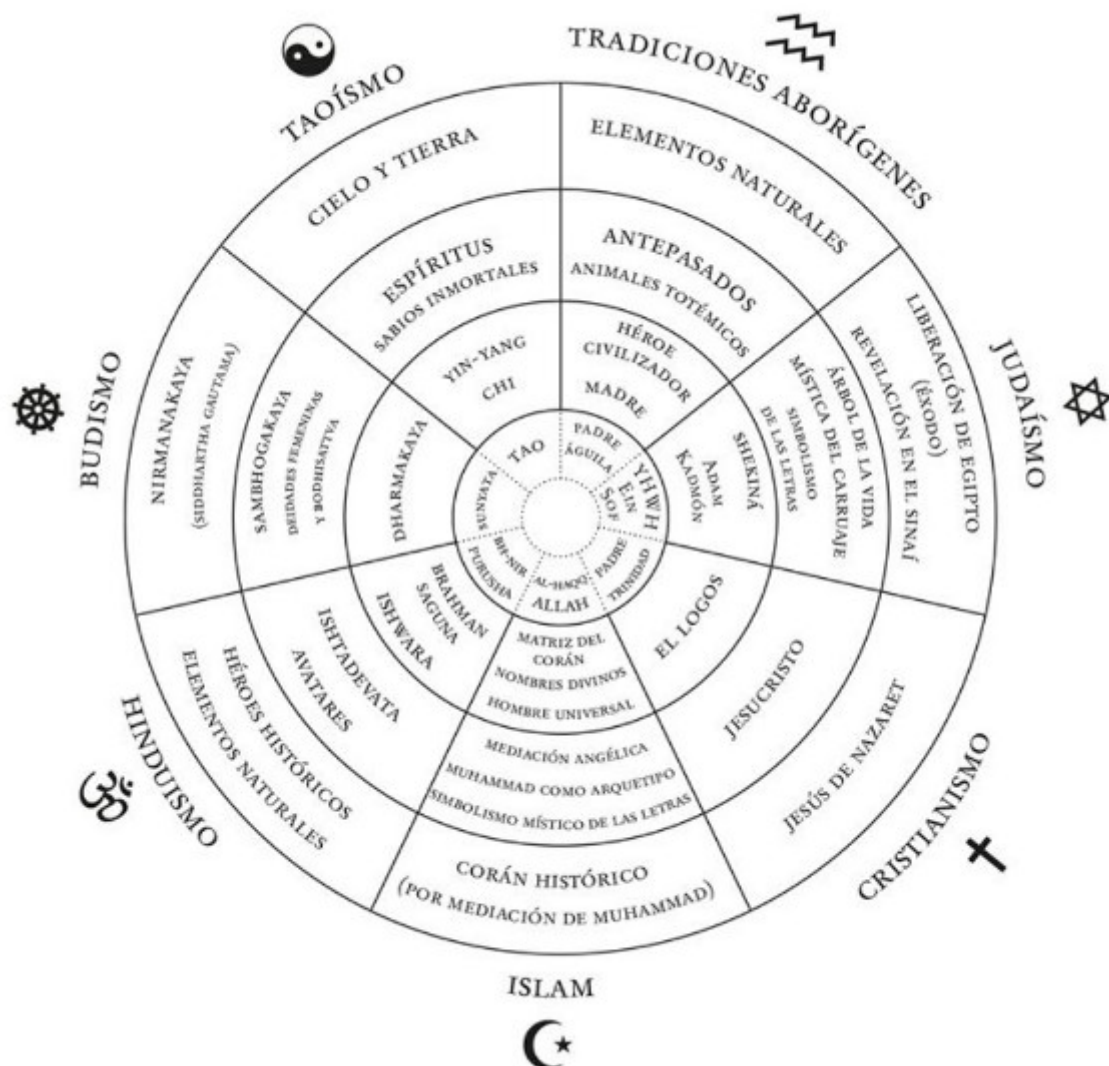 TAOÍSMO
CIELO Y TIERRA
ESPÍRITUS
SABIOS INMORTALES
YIN-YANG
CHI
TAO
TRADICIONES ABORÍGENES
ELEMENTOS NATURALES
ANTEPASADOS
ANIMALES TOTÉMICOS
HÉROE
CIVILIZADOR
MADRE
PADRE
ÁGUILA
JUDAÍSMO
LIBERACIÓN DE EGIPTO
(ÉXODO)
REVELACIÓN EN EL SINAÍ
ÁRBOL DE LA VIDA
MÍSTICA DEL CARRUAJE
SIMBOLISMO
DE LAS LETRAS
SHEKINÁ
ADAM
KADMÓN
YHWH
EIN
SOF
CRISTIANISMO
JESÚS DE NAZARET
JESUCRISTO
EL LOGOS
TRINIDAD
PADRE
ISLAM
AL-HAQQ
ALLAH
MATRIZ DEL
CORÁN
NOMBRES DIVINOS
HOMBRE UNIVERSAL
MEDIACIÓN ANGÉLICA
MUHAMMAD COMO ARQUETIPO
SIMBOLISMO MÍSTICO DE LAS LETRAS
CORÁN HISTÓRICO
(POR MEDIACIÓN DE MUHAMMAD)
HINDUISMO
HÉROES HISTÓRICOS
ELEMENTOS NATURALES
ISHTADEVATA
AVATARES
BRAHMAN
SAGUNA
ISHWARA
BH-NIR
PURUSHA
BUDISMO
NIRMANAKAYA
(SIDDHARTHA GAUTAMA)
SAMBHOGAKAYA
DEIDADES FEMENINAS
Y BODHISATTVA
DHARMAKAYA
SUNYATA
ॐ